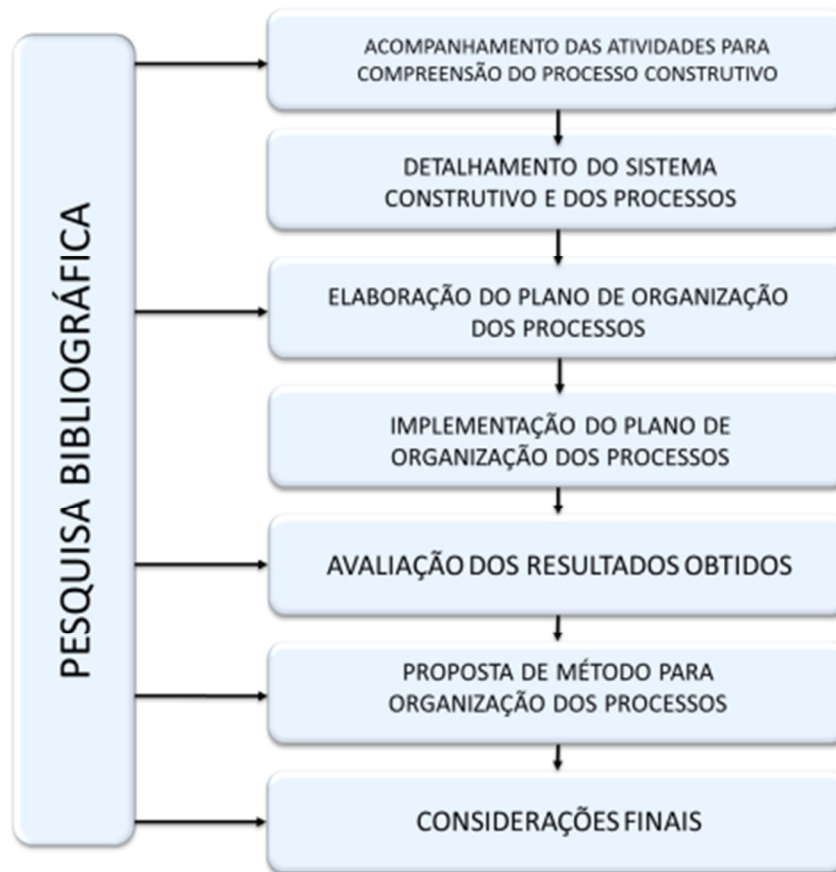 PESQUISA BIBLIOGRÁFICA
ACOMPANHAMENTO DAS ATIVIDADES PARA
COMPREENSÃO DO PROCESSO CONSTRUTIVO
DETALHAMENTO DO SISTEMA
CONSTRUTIVO E DOS PROCESSOS
ELABORAÇÃO DO PLANO DE ORGANIZAÇÃO
DOS PROCESSOS
IMPLEMENTAÇÃO DO PLANO DE
ORGANIZAÇÃO DOS PROCESSOS
AVALIAÇÃO DOS RESULTADOS OBTIDOS
PROPOSTA DE MÉTODO PARA
ORGANIZAÇÃO DOS PROCESSOS
CONSIDERAÇÕES FINAIS